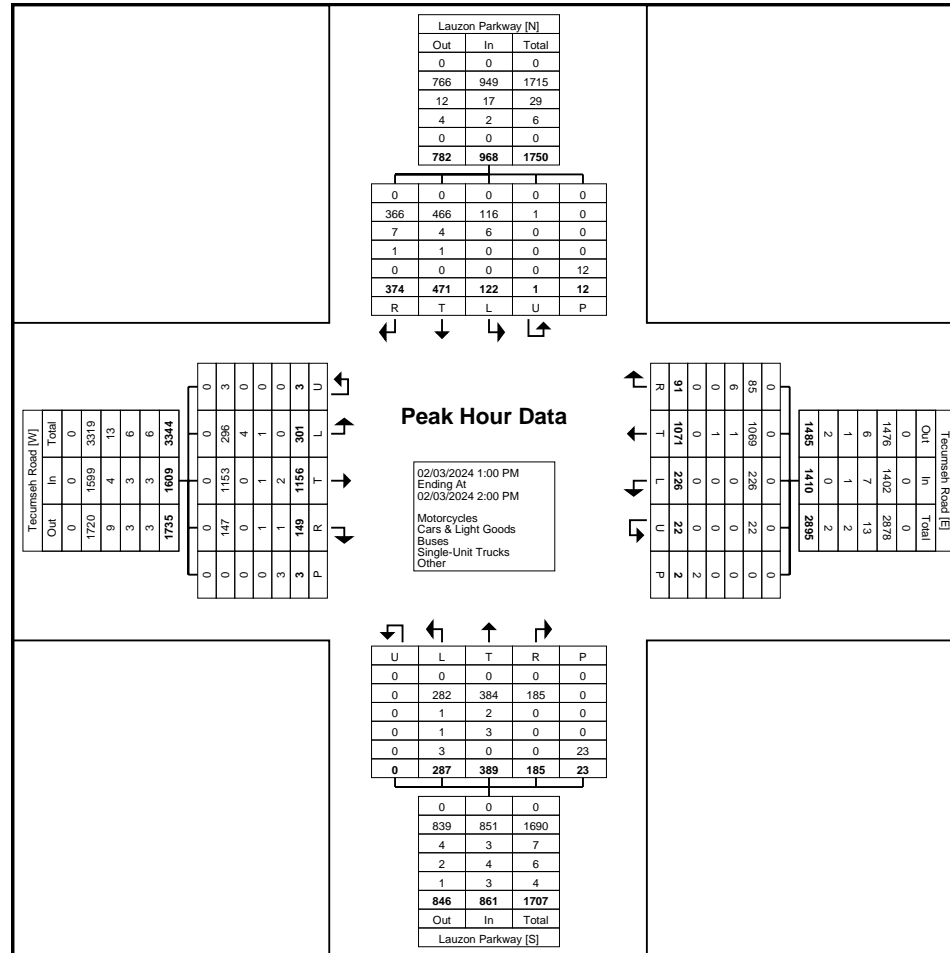 Lauzon Parkway [N]
Out In Total
0 0 0
766 949 1715
12 17 29
4 2 6
0 0 0
782 968 1750
0 0 0 0 0
366 466 116 1 0
7 4 6 0 0
1 1 0 0 0
0 0 0 0 12
374 471 122 1 12
R T L U P
Tecumseh Road [W]
Total 0 3319 13 6 6 3344
In 0 1599 4 3 3 1609
Out 0 1720 9 3 3 1735
0 3 0 0 0 3 U
0 296 4 1 0 301 L
0 1153 0 1 2 1156 T
0 147 0 1 1 149 R
0 0 0 0 3 3 P
Peak Hour Data
02/03/2024 1:00 PM
Ending At
02/03/2024 2:00 PM
Motorcycles
Cars & Light Goods
Buses
Single-Unit Trucks
Other
R 91 0 0 6 85 0
T 1071 0 1 1 1069 0
L 226 0 0 0 226 0
U 22 0 0 0 22 0
P 2 2 0 0 0 0
1485 2 1 6 1476 0 Out
1410 0 1 7 1402 0 In
2895 2 2 13 2878 0 Total
Tecumseh Road [E]
U L T R P
0 0 0 0 0
0 282 384 185 0
0 1 2 0 0
0 1 3 0 0
0 3 0 0 23
0 287 389 185 23
0 0 0
839 851 1690
4 3 7
2 4 6
1 3 4
846 861 1707
Out In Total
Lauzon Parkway [S]